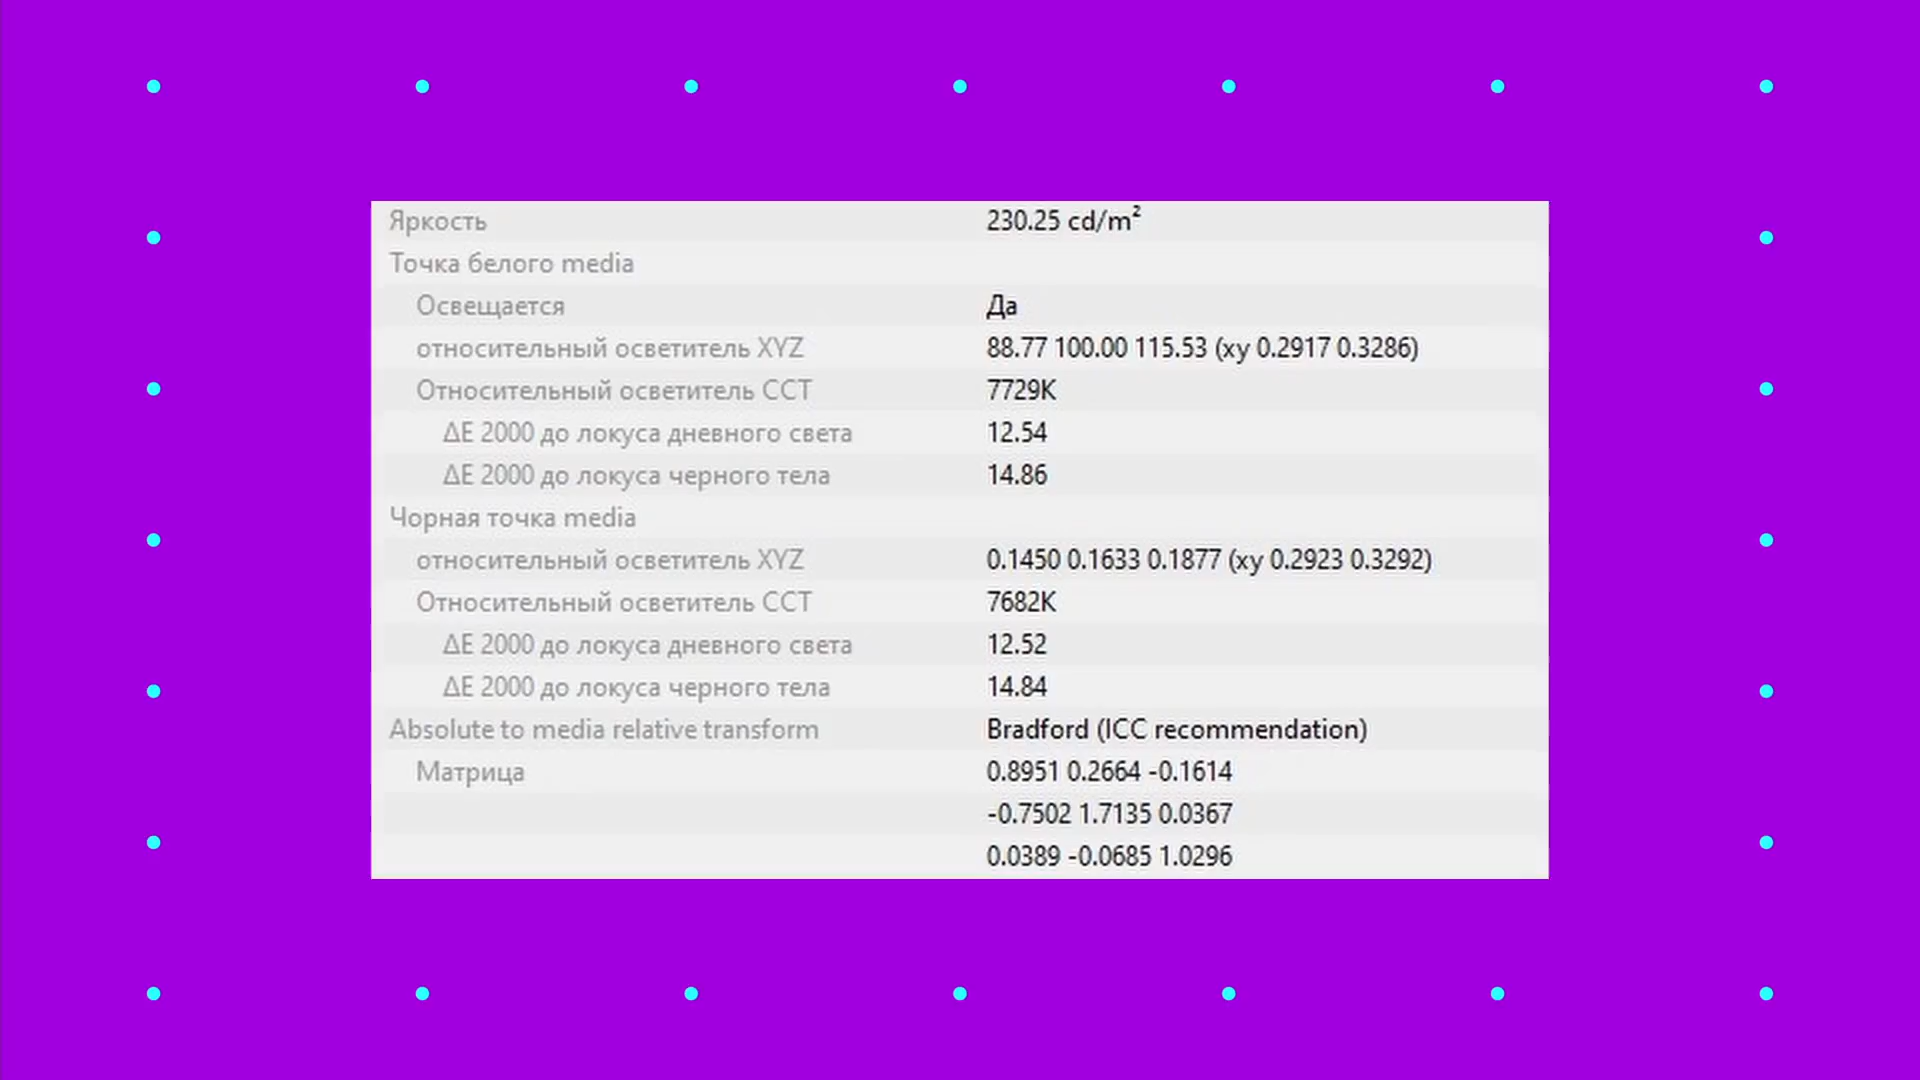 Яркость 230.25 cd/m²
Точка белого media
Освещается Да
относительный осветитель XYZ 88.77 100.00 115.53 (xy 0.2917 0.3286)
Относительный осветитель CCT 7729K
ΔE 2000 до локуса дневного света 12.54
ΔE 2000 до локуса черного тела 14.86
Чорная точка media
относительный осветитель XYZ 0.1450 0.1633 0.1877 (xy 0.2923 0.3292)
Относительный осветитель CCT 7682K
ΔE 2000 до локуса дневного света 12.52
ΔE 2000 до локуса черного тела 14.84
Absolute to media relative transform Bradford (ICC recommendation)
Матрица 0.8951 0.2664 -0.1614
-0.7502 1.7135 0.0367
0.0389 -0.0685 1.0296